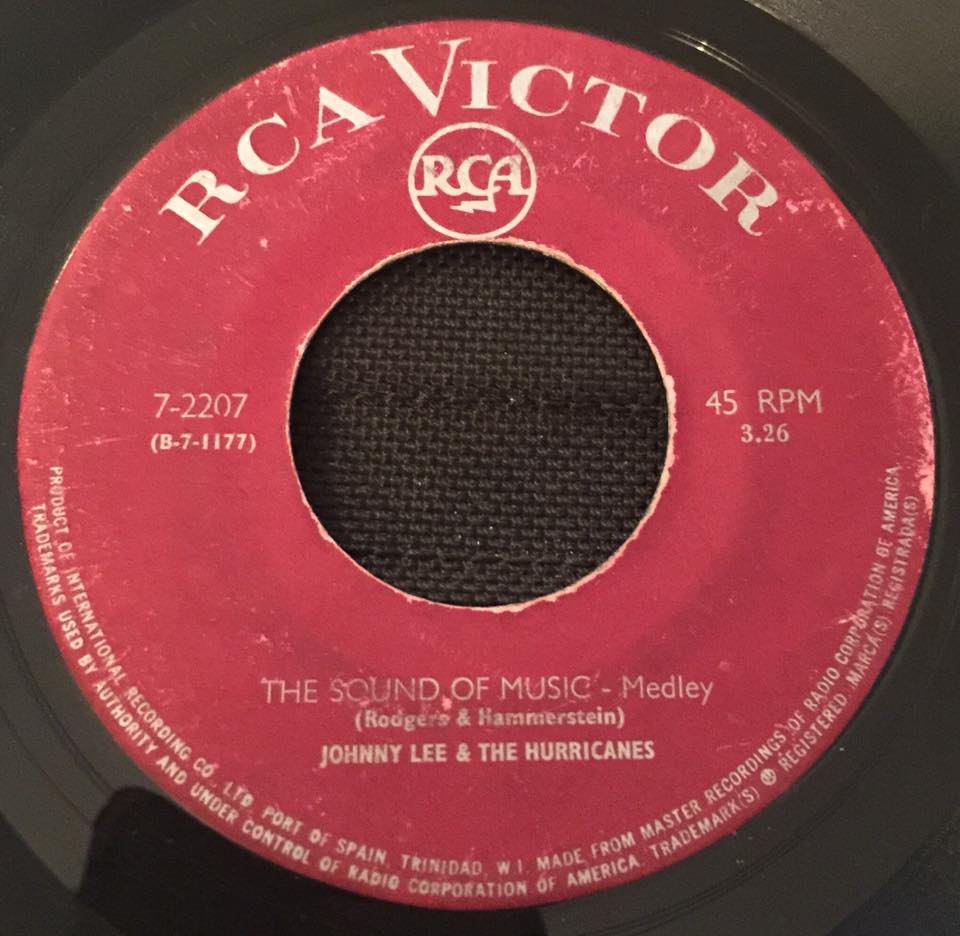 RCA VICTOR
RCA
7-2207
(B-7-1177)
45 RPM
3.26
THE SOUND OF MUSIC - Medley
(Rodgers & Hammerstein)
JOHNNY LEE & THE HURRICANES
PRODUCT OF INTERNATIONAL RECORDING CO. LTD. PORT OF SPAIN, TRINIDAD, W.I. MADE FROM MASTER RECORDINGS OF RADIO CORPORATION OF AMERICA.
TRADEMARKS USED BY AUTHORITY AND UNDER CONTROL OF RADIO CORPORATION OF AMERICA. TRADEMARK(S) ® REGISTERED. MARCA(S) REGISTRADA(S)